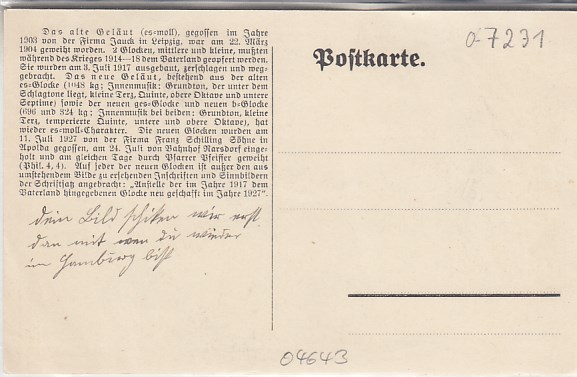 Das alte Geläut (es=moll), gegossen im Jahre
1903 von der Firma Jauck in Leipzig, war am 22. März
1904 geweiht worden. 2 Glocken, mittlere und kleine, mußten
während des Krieges 1914—18 dem Vaterland geopfert werden.
Sie wurden am 3. Juli 1917 ausgebaut, zerschlagen und weg=
gebracht. Das neue Geläut, bestehend aus der alten
es=Glocke (1048 kg; Innenmusik: Grundton, der unter dem
Schlagtone liegt, kleine Terz, Quinte, obere Oktave und untere
Septime) sowie der neuen ges=Glocke und neuen b=Glocke
(696 und 324 kg; Innenmusik bei beiden: Grundton, kleine
Terz, temperierte Quinte, untere und obere Oktave), hat
wieder es=moll=Charakter. Die neuen Glocken wurden am
11. Juli 1927 von der Firma Franz Schilling Söhne in
Apolda gegossen, am 24. Juli von Bahnhof Narsdorf einge=
holt und am gleichen Tage durch Pfarrer Pfeiffer geweiht
(Phil. 4, 4). Auf jeder der neuen Glocken ist außer den aus
umstehendem Bilde zu ersehenden Inschriften und Sinnbildern
der Schriftsatz angebracht: „Anstelle der im Jahre 1917 dem
Vaterland hingegebenen Glocke neu geschafft im Jahre 1927“.
dein Bild schiken wir erst
dan mit wen du wieder
im Hamburg bist
Postkarte.
a-7231
04643